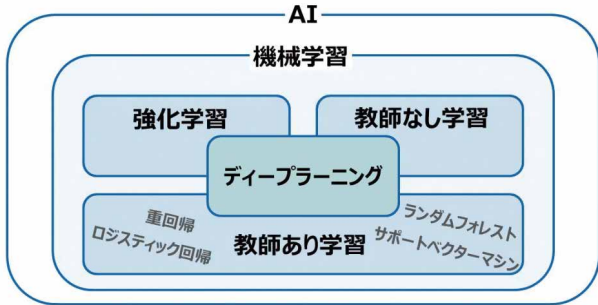 AI
機械学習
強化学習
教師なし学習
ディープラーニング
重回帰
ロジスティック回帰
教師あり学習
ランダムフォレスト
サポートベクターマシン